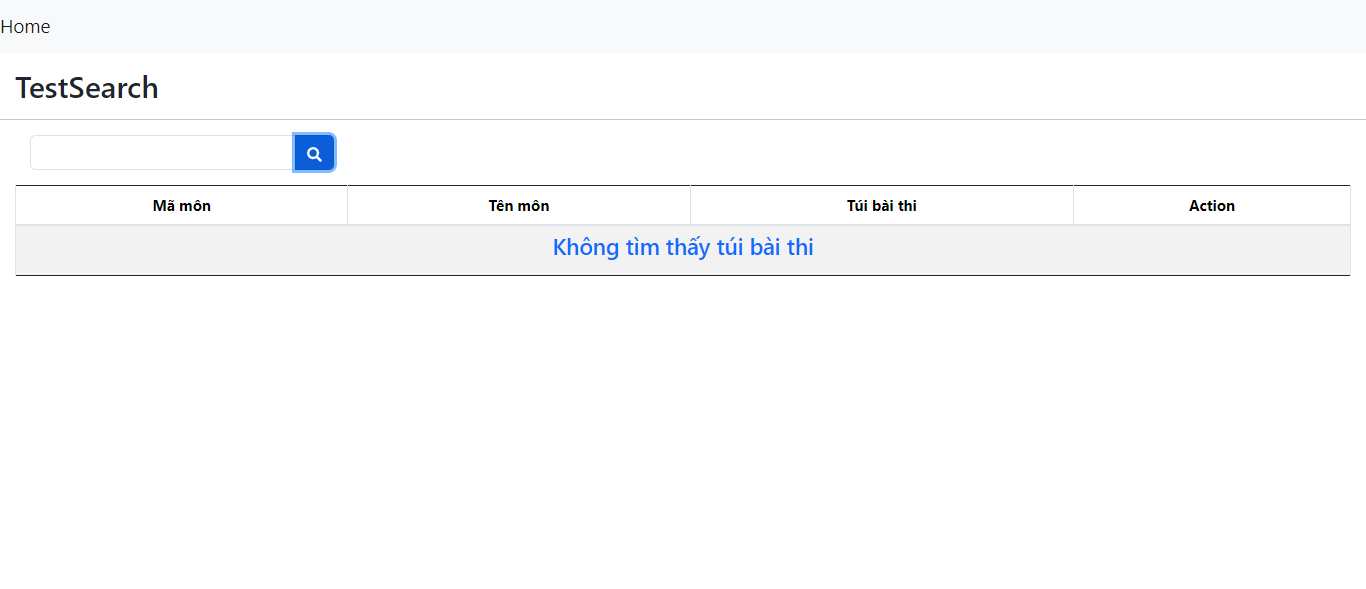 Home
TestSearch
Mã môn Tên môn Túi bài thi Action
Không tìm thấy túi bài thi